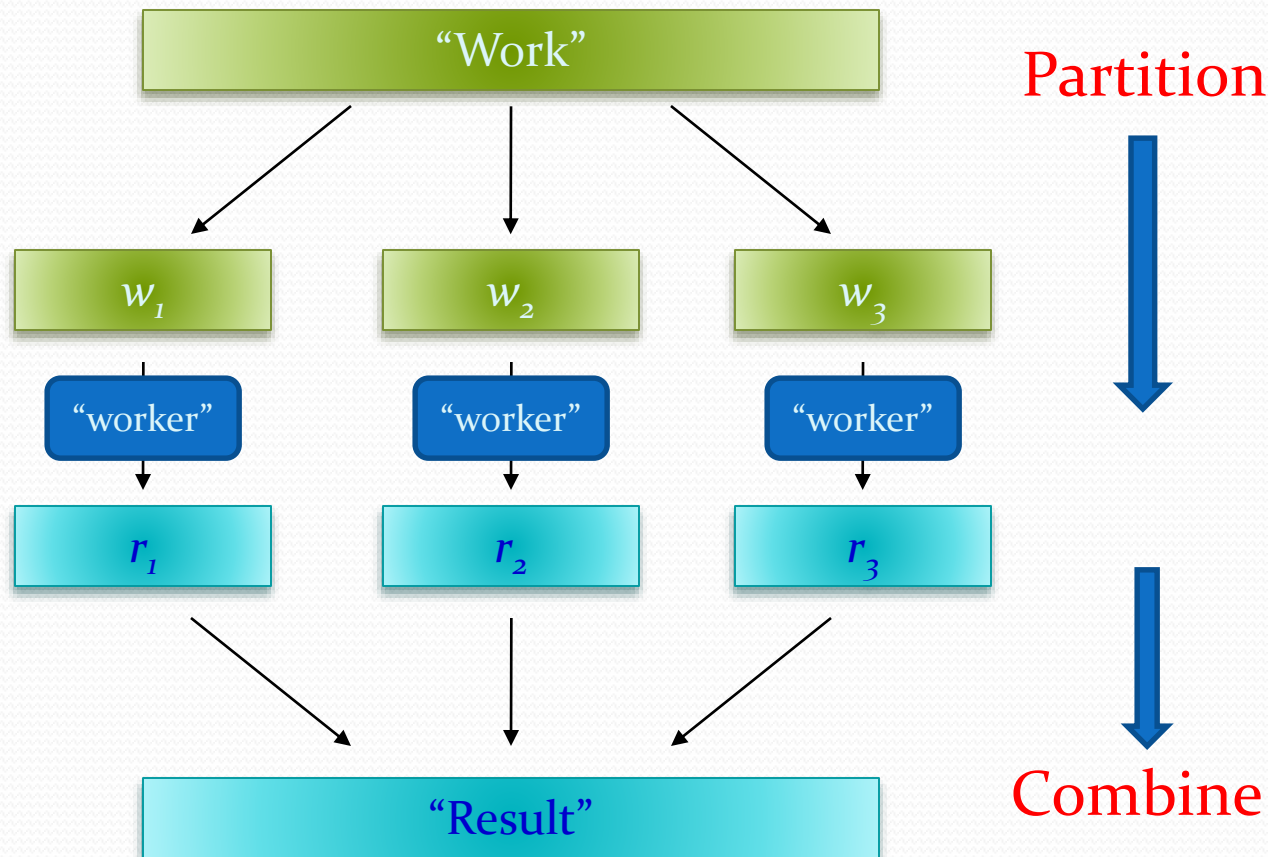 “Work”
Partition
w₁ w₂ w₃
“worker” “worker” “worker”
r₁ r₂ r₃
“Result”
Combine